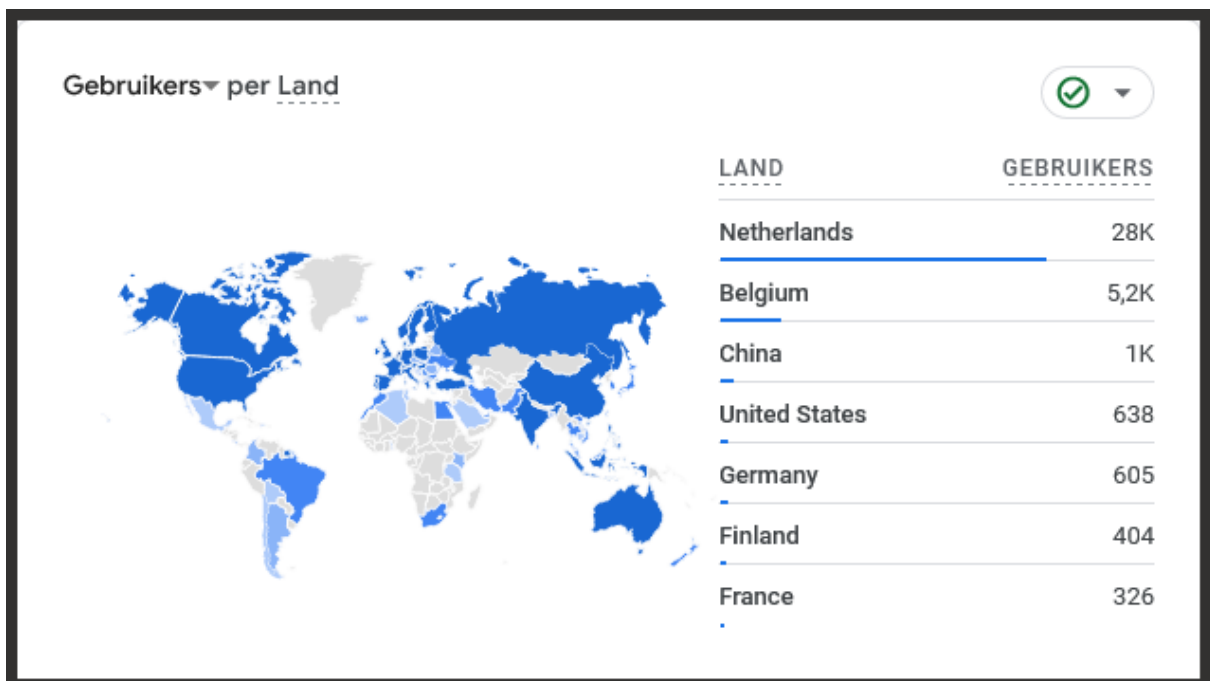 Gebruikers per Land
LAND GEBRUIKERS
Netherlands 28K
Belgium 5,2K
China 1K
United States 638
Germany 605
Finland 404
France 326